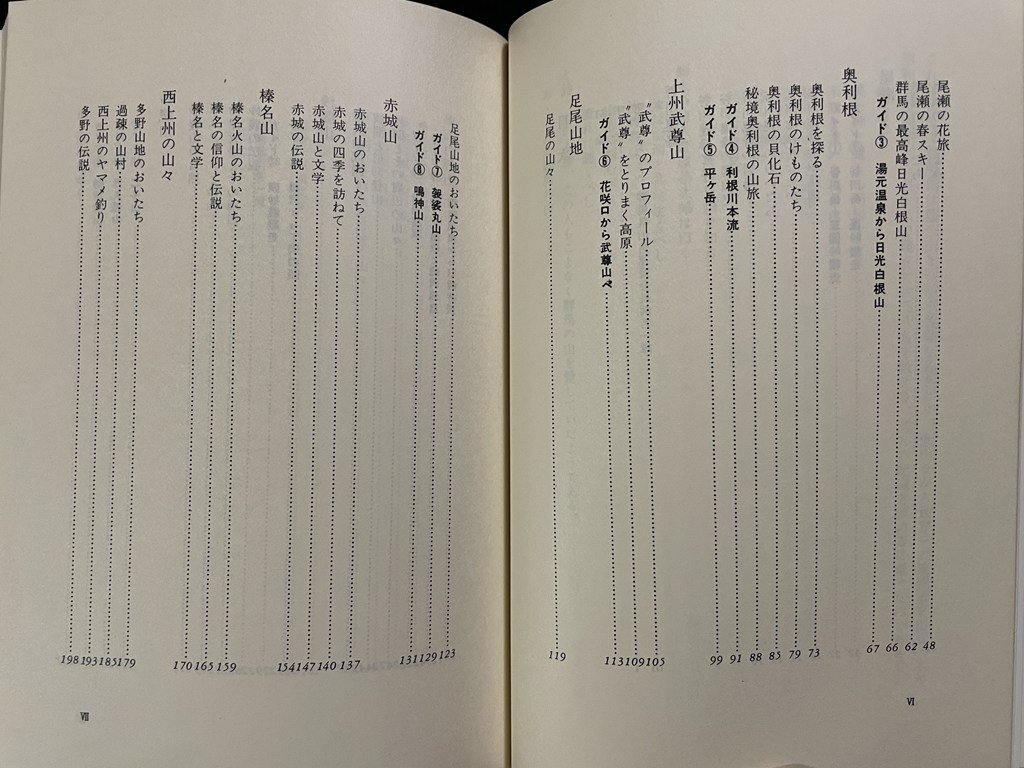 尾瀬の花旅……48
尾瀬の春スキー……62
群馬の最高峰日光白根山……66
ガイド③ 湯元温泉から日光白根山……67
奥利根
奥利根を探る……73
奥利根のけものたち……79
奥利根の貝化石……85
秘境奥利根の山旅……88
ガイド④ 利根川本流……91
ガイド⑤ 平ヶ岳……99
上州武尊山
〝武尊〟のプロフィール……105
〝武尊〟をとりまく高原……109
ガイド⑥ 花咲口から武尊山へ……113
足尾山地
足尾の山々……119
Ⅵ
足尾山地のおいたち……123
ガイド⑦ 袈裟丸山……129
ガイド⑧ 鳴神山……131
赤城山
赤城山のおいたち……137
赤城の四季を訪ねて……140
赤城山と文学……147
赤城の伝説……154
榛名山
榛名火山のおいたち……159
榛名の信仰と伝説……165
榛名と文学……170
西上州の山々
多野山地のおいたち……179
過疎の山村……185
西上州のヤマメ釣り……193
多野の伝説……198
Ⅶ